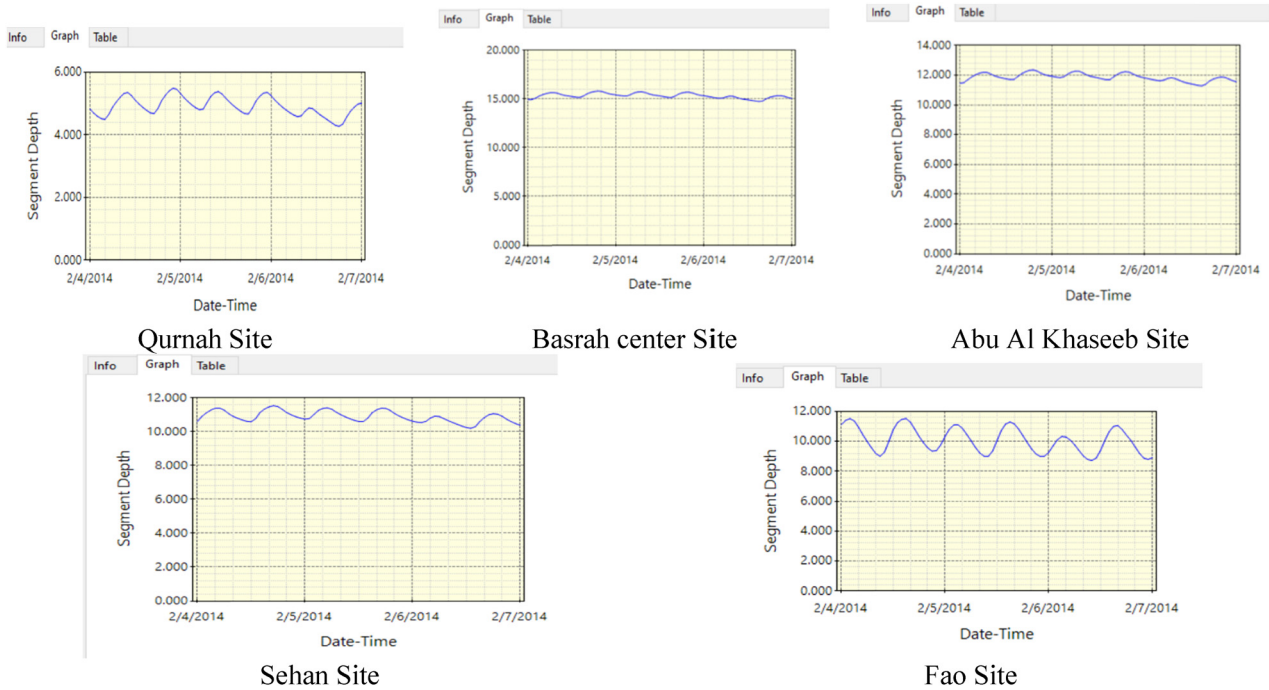 Info Graph Table
6.000
4.000
2.000
0.000
Segment Depth
2/4/2014 2/5/2014 2/6/2014 2/7/2014
Date-Time
Qurnah Site
Info Graph Table
20.000
15.000
10.000
5.000
0.000
Segment Depth
2/4/2014 2/5/2014 2/6/2014 2/7/2014
Date-Time
Basrah center Site
Info Graph Table
14.000
12.000
10.000
8.000
6.000
4.000
2.000
0.000
Segment Depth
2/4/2014 2/5/2014 2/6/2014 2/7/2014
Date-Time
Abu Al Khaseeb Site
Info Graph Table
12.000
10.000
8.000
6.000
4.000
2.000
0.000
Segment Depth
2/4/2014 2/5/2014 2/6/2014 2/7/2014
Date-Time
Sehan Site
Info Graph Table
12.000
10.000
8.000
6.000
4.000
2.000
0.000
Segment Depth
2/4/2014 2/5/2014 2/6/2014 2/7/2014
Date-Time
Fao Site